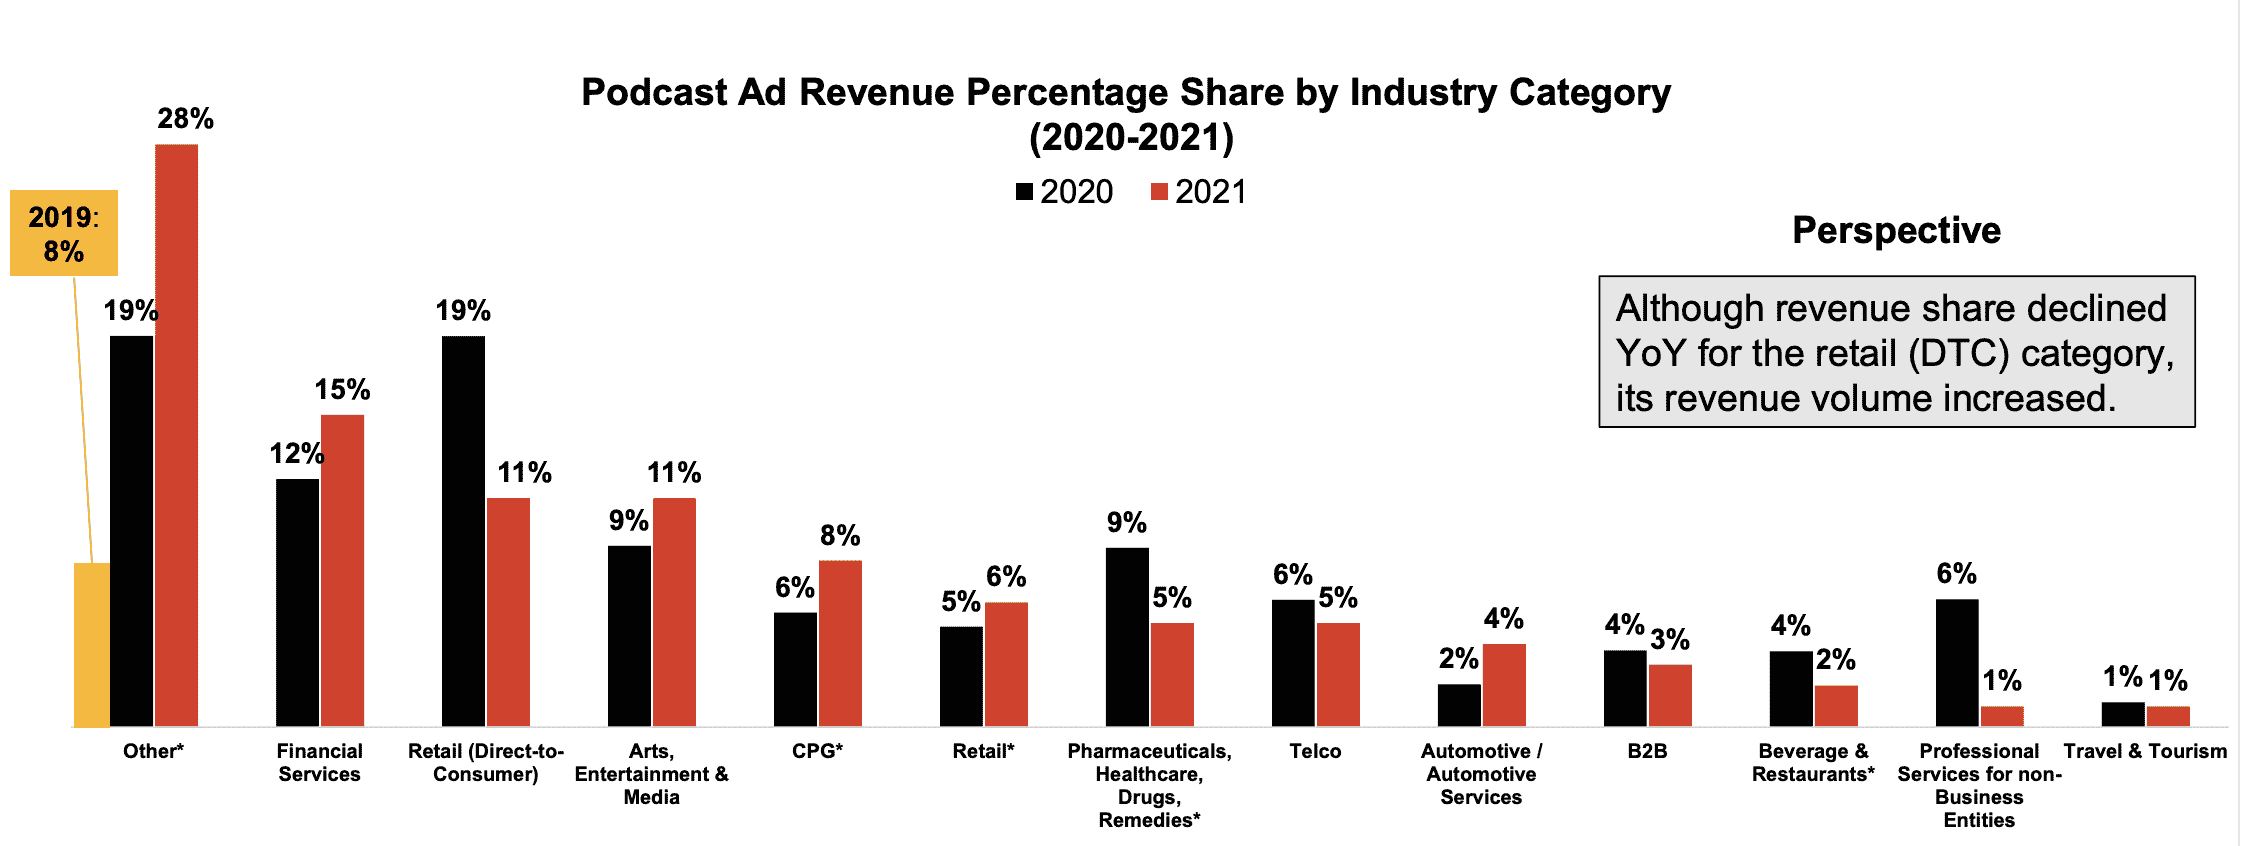 Podcast Ad Revenue Percentage Share by Industry Category
(2020-2021)
2020 2021
2019:
8%
Perspective
Although revenue share declined
YoY for the retail (DTC) category,
its revenue volume increased.
19% 28%
12% 15%
19% 11%
9% 11%
6% 8%
5% 6%
9% 5%
6% 5%
2% 4%
4% 3%
4% 2%
6% 1%
1% 1%
Other*
Financial
Services
Retail (Direct-to-
Consumer)
Arts,
Entertainment &
Media
CPG*
Retail*
Pharmaceuticals,
Healthcare,
Drugs,
Remedies*
Telco
Automotive /
Automotive
Services
B2B
Beverage &
Restaurants*
Professional
Services for non-
Business
Entities
Travel & Tourism